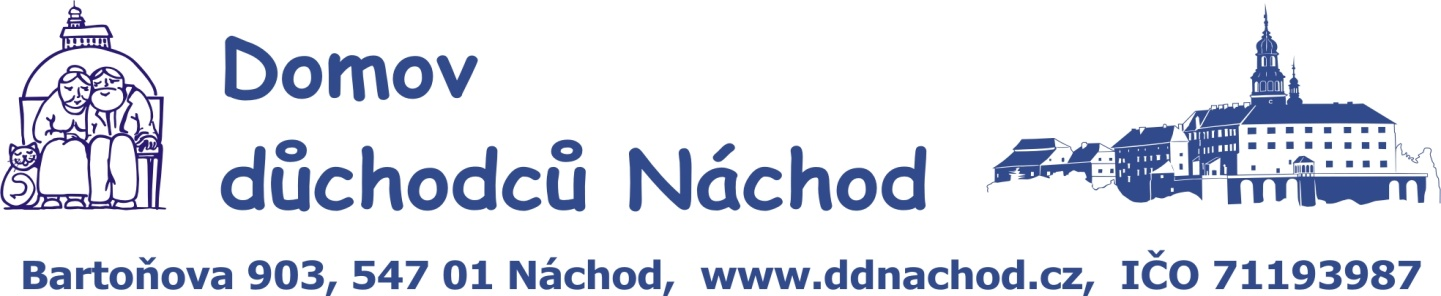 Domov
důchodců Náchod
Bartoňova 903, 547 01 Náchod, www.ddnachod.cz, IČO 71193987